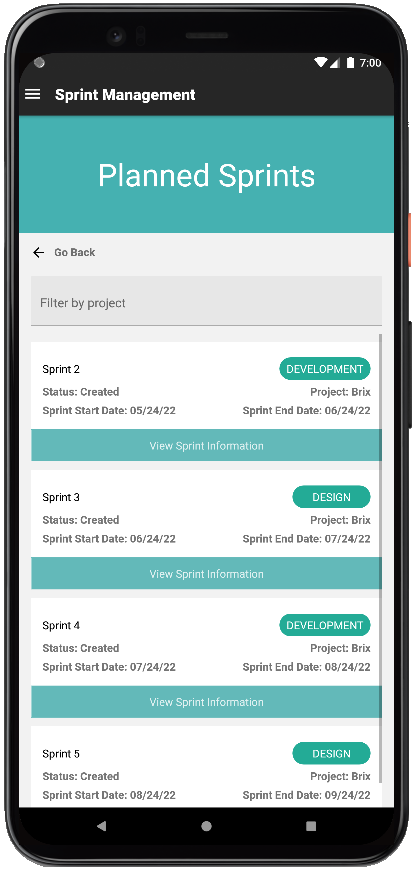 7:00
Sprint Management
Planned Sprints
Go Back
Filter by project
Sprint 2 DEVELOPMENT
Status: Created Project: Brix
Sprint Start Date: 05/24/22 Sprint End Date: 06/24/22
View Sprint Information
Sprint 3 DESIGN
Status: Created Project: Brix
Sprint Start Date: 06/24/22 Sprint End Date: 07/24/22
View Sprint Information
Sprint 4 DEVELOPMENT
Status: Created Project: Brix
Sprint Start Date: 07/24/22 Sprint End Date: 08/24/22
View Sprint Information
Sprint 5 DESIGN
Status: Created Project: Brix
Sprint Start Date: 08/24/22 Sprint End Date: 09/24/22